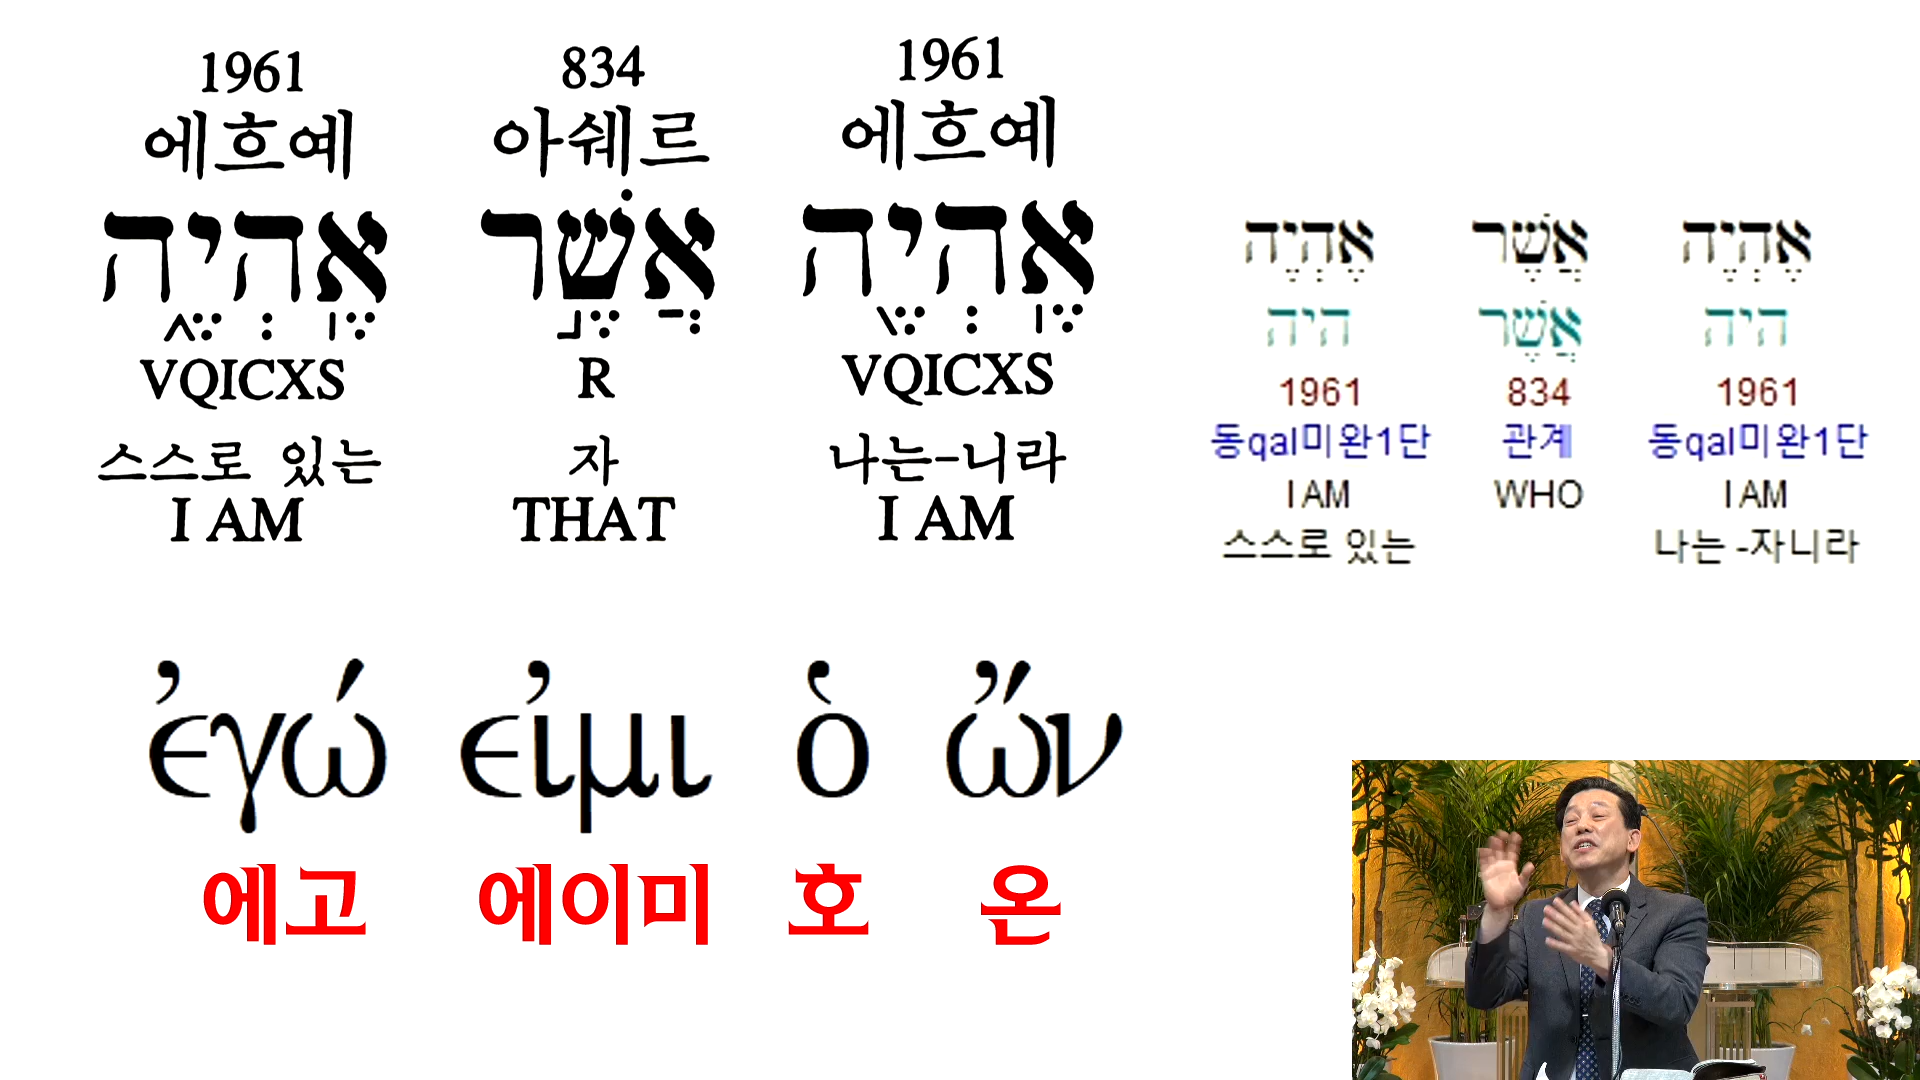 1961 834 1961
에흐예 아쉐르 에흐예
אֶֽהְיֶ֑ה אֲשֶׁ֣ר אֶֽהְיֶ֖ה
VQICXS R VQICXS
스스로 있는 자 나는-니라
I AM THAT I AM
אֶהְיֶה אֲשֶׁר אֶהְיֶה
היה אֲשֶׁר היה
1961 834 1961
동qal미완1단 관계 동qal미완1단
I AM WHO I AM
스스로 있는 나는 -자니라
ἐγώ εἰμι ὁ ὤν
에고 에이미 호 온